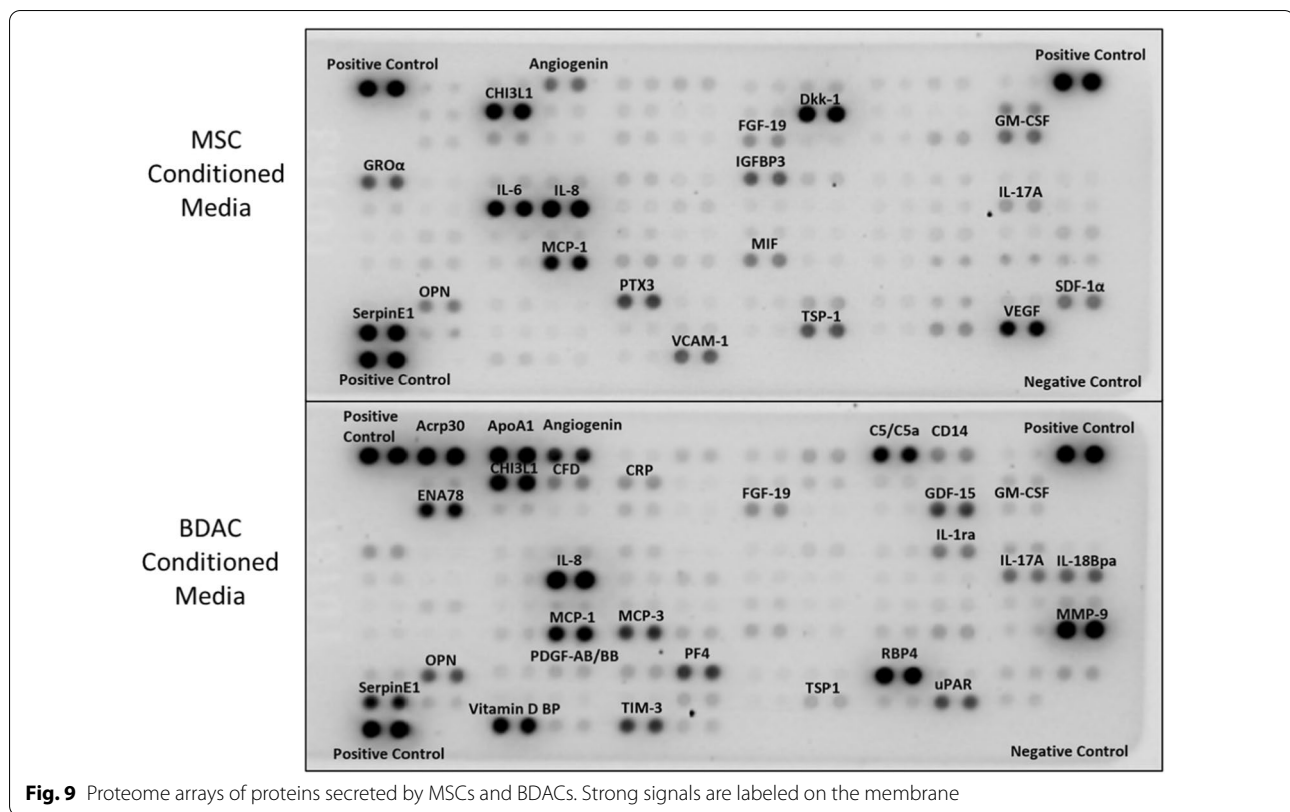 MSC
Conditioned
Media
Positive Control
Angiogenin
Positive Control
CHI3L1
Dkk-1
FGF-19
GM-CSF
GROα
IGFBP3
IL-6
IL-8
IL-17A
MCP-1
MIF
OPN
PTX3
SDF-1α
SerpinE1
TSP-1
VEGF
VCAM-1
Positive Control
Negative Control
BDAC
Conditioned
Media
Positive
Control
Acrp30
ApoA1
Angiogenin
C5/C5a
CD14
Positive Control
CHI3L1
CFD
CRP
ENA78
FGF-19
GDF-15
GM-CSF
IL-1ra
IL-8
IL-17A
IL-18Bpa
MCP-1
MCP-3
MMP-9
PDGF-AB/BB
PF4
RBP4
OPN
SerpinE1
TSP1
uPAR
Vitamin D BP
TIM-3
Positive Control
Negative Control
Fig. 9 Proteome arrays of proteins secreted by MSCs and BDACs. Strong signals are labeled on the membrane